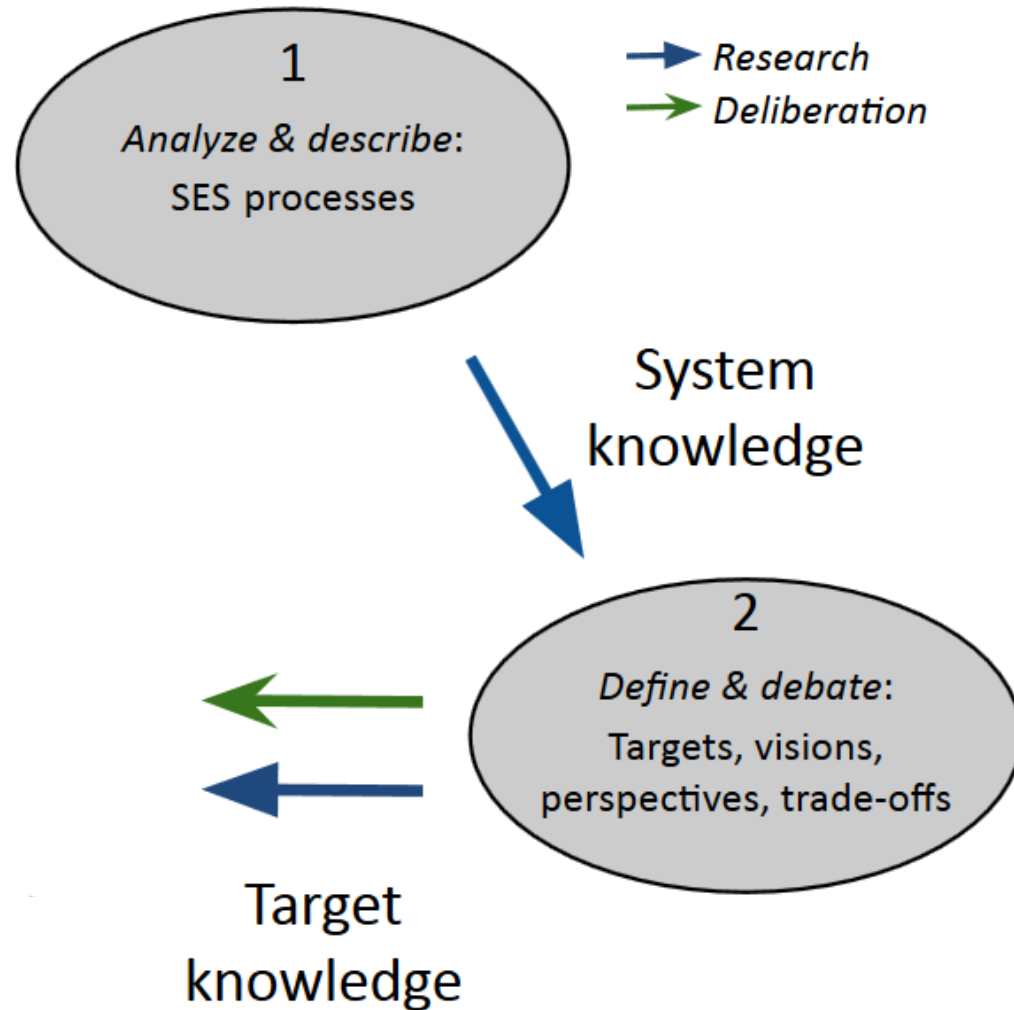 1
Analyze & describe:
SES processes
Research
Deliberation
System
knowledge
2
Define & debate:
Targets, visions,
perspectives, trade-offs
Target
knowledge